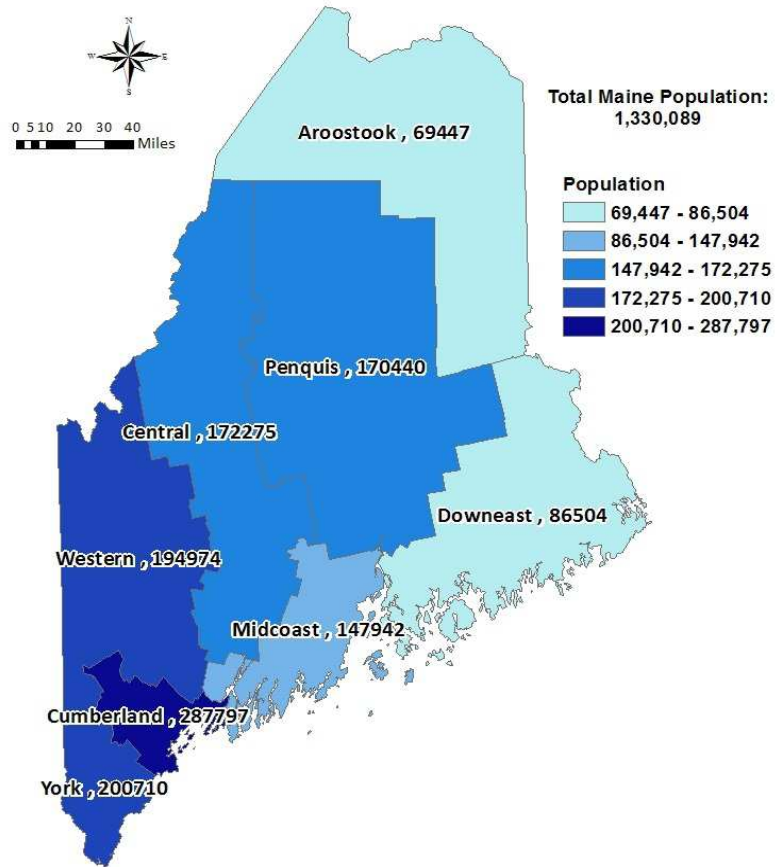 N
W E
S
0 5 10 20 30 40
Miles
Total Maine Population:
1,330,089
Population
69,447 - 86,504
86,504 - 147,942
147,942 - 172,275
172,275 - 200,710
200,710 - 287,797
Aroostook , 69447
Penquis , 170440
Central , 172275
Downeast , 86504
Western , 194974
Midcoast , 147942
Cumberland , 287797
York , 200710